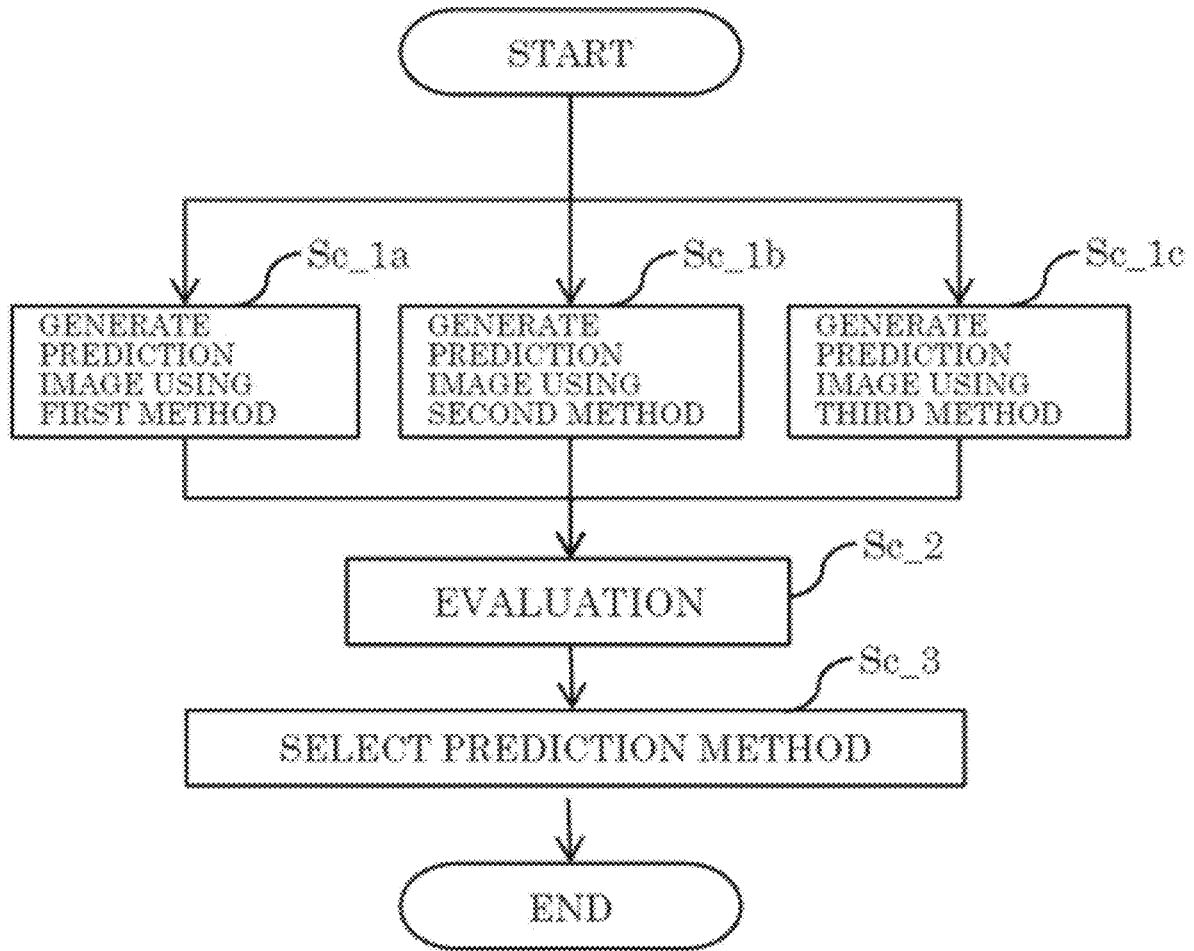 START
Sc_1a
Sc_1b
Sc_1c
GENERATE
PREDICTION
IMAGE USING
FIRST METHOD
GENERATE
PREDICTION
IMAGE USING
SECOND METHOD
GENERATE
PREDICTION
IMAGE USING
THIRD METHOD
Sc_2
EVALUATION
Sc_3
SELECT PREDICTION METHOD
END